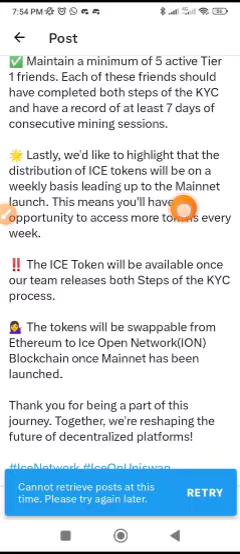 7:54 PM
Post
✅ Maintain a minimum of 5 active Tier
1 friends. Each of these friends should
have completed both steps of the KYC
and have a record of at least 7 days of
consecutive mining sessions.
🌟 Lastly, we'd like to highlight that the
distribution of ICE tokens will be on a
weekly basis leading up to the Mainnet
launch. This means you'll have
opportunity to access more tokens every
week.
‼️ The ICE Token will be available once
our team releases both Steps of the KYC
process.
💁‍♀️ The tokens will be swappable from
Ethereum to Ice Open Network(ION)
Blockchain once Mainnet has been
launched.
Thank you for being a part of this
journey. Together, we're reshaping the
future of decentralized platforms!
#IceNetwork #IceOnUniswap
Cannot retrieve posts at this
time. Please try again later.
RETRY